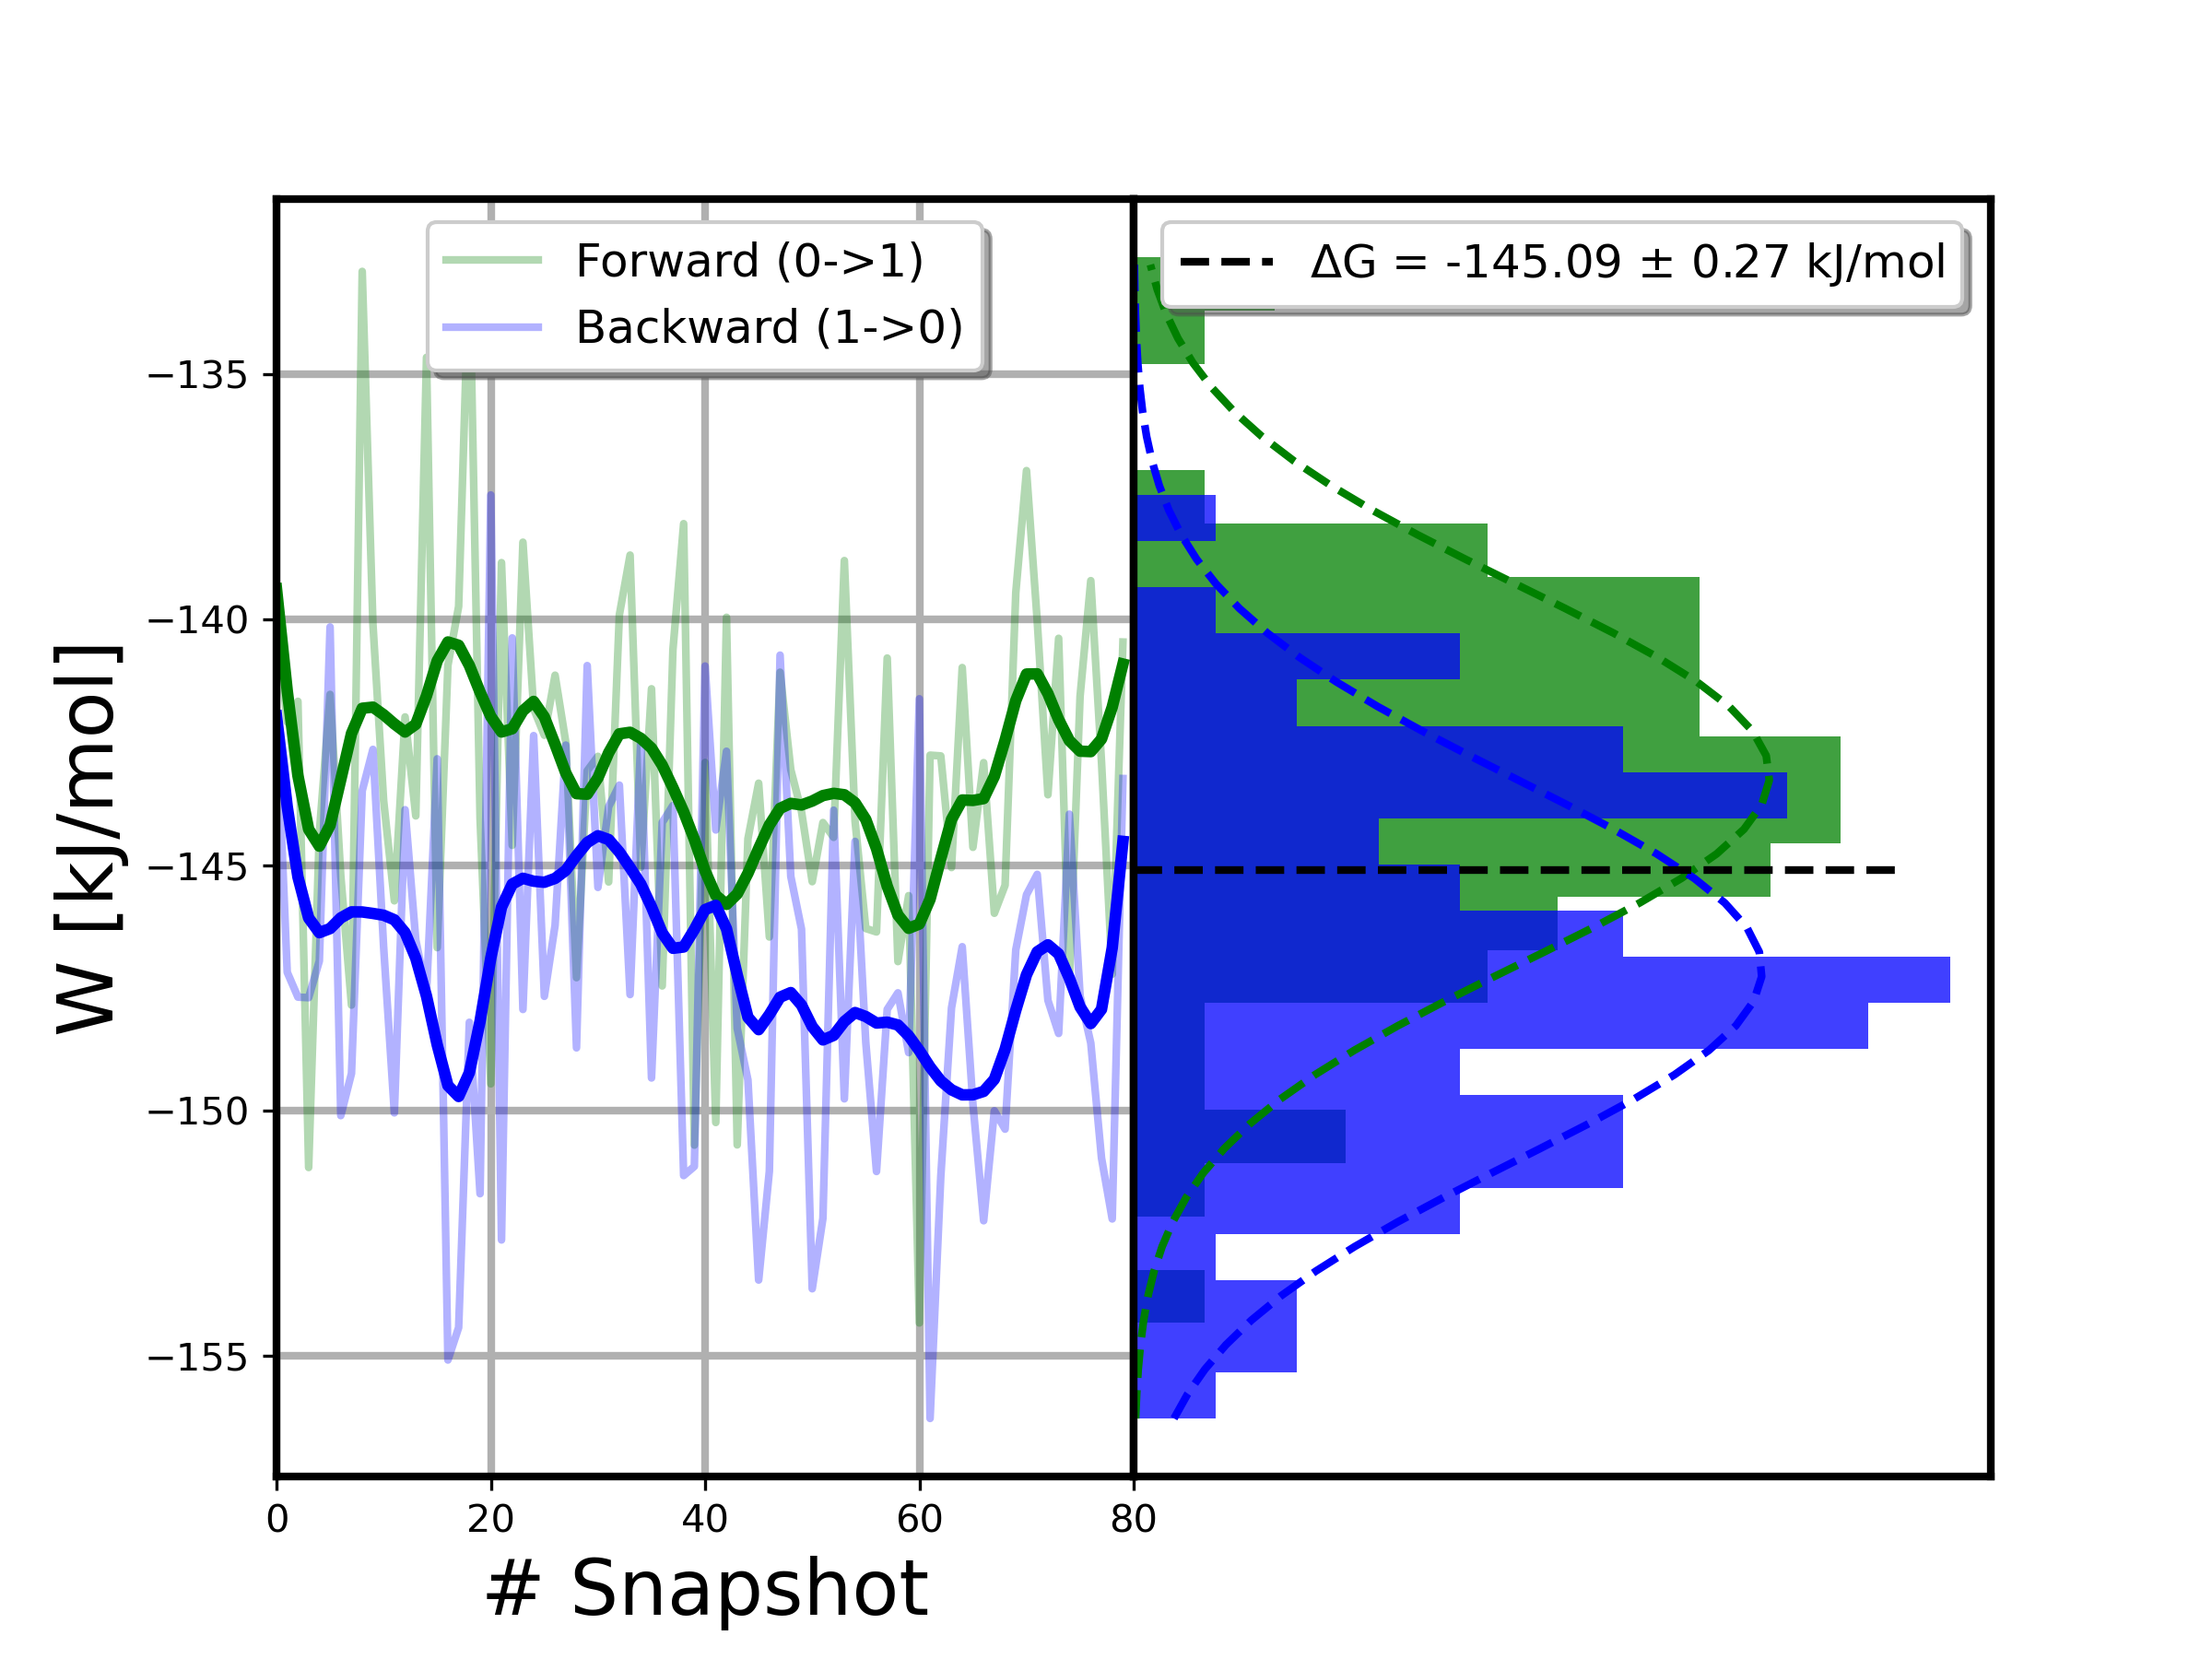 Forward (0->1)
Backward (1->0)
ΔG = -145.09 ± 0.27 kJ/mol
W [kJ/mol]
−135
−140
−145
−150
−155
0 20 40 60 80
# Snapshot